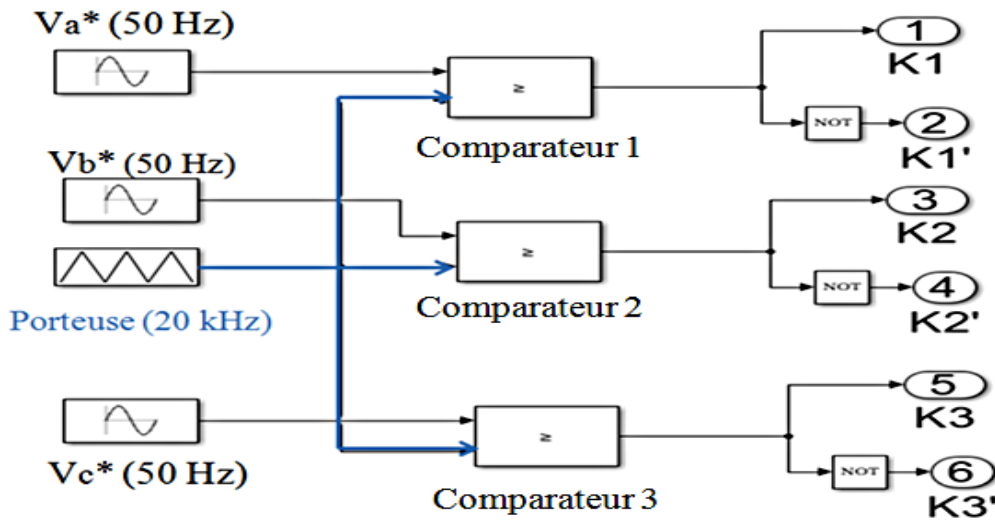 Va* (50 Hz)
1
K1
NOT
2
K1'
Comparateur 1
Vb* (50 Hz)
3
K2
NOT
4
K2'
Comparateur 2
Porteuse (20 kHz)
5
K3
NOT
6
K3'
Comparateur 3
Vc* (50 Hz)